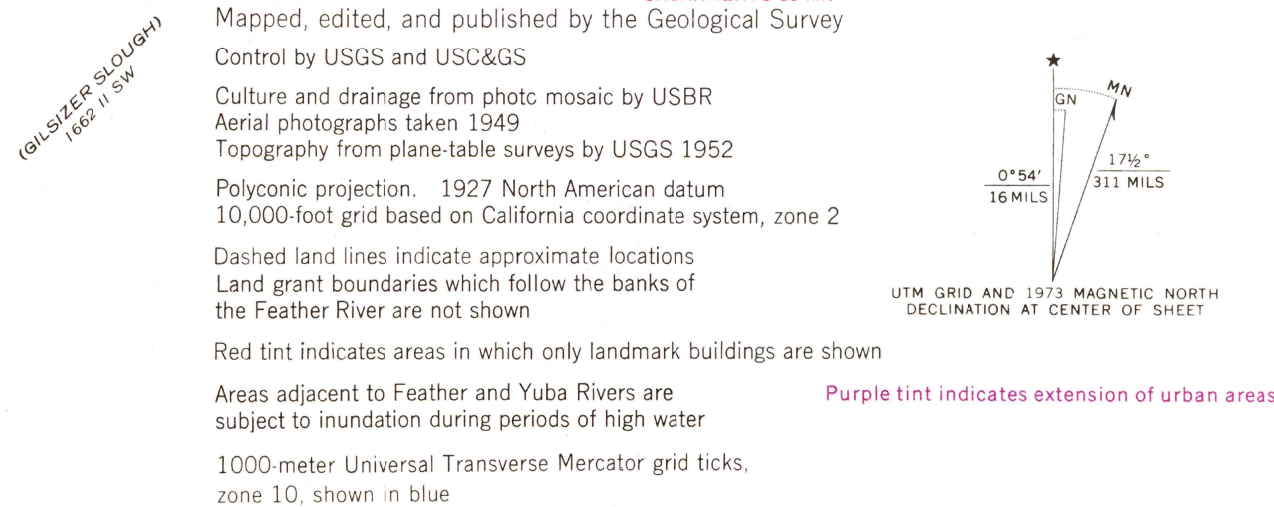 Mapped, edited, and published by the Geological Survey
(GILSIZER SLOUGH)
1662 II SW
Control by USGS and USC&GS
Culture and drainage from photc mosaic by USBR
Aerial photographs taken 1949
Topography from plane-table surveys by USGS 1952
Polyconic projection. 1927 North American datum
10,000-foot grid based on California coordinate system, zone 2
Dashed land lines indicate approximate locations
Land grant boundaries which follow the banks of
the Feather River are not shown
Red tint indicates areas in which only landmark buildings are shown
Areas adjacent to Feather and Yuba Rivers are
subject to inundation during periods of high water
1000-meter Universal Transverse Mercator grid ticks,
zone 10, shown in blue
★
GN
MN
0°54'
16 MILS
17½°
311 MILS
UTM GRID AND 1973 MAGNETIC NORTH
DECLINATION AT CENTER OF SHEET
Purple tint indicates extension of urban areas